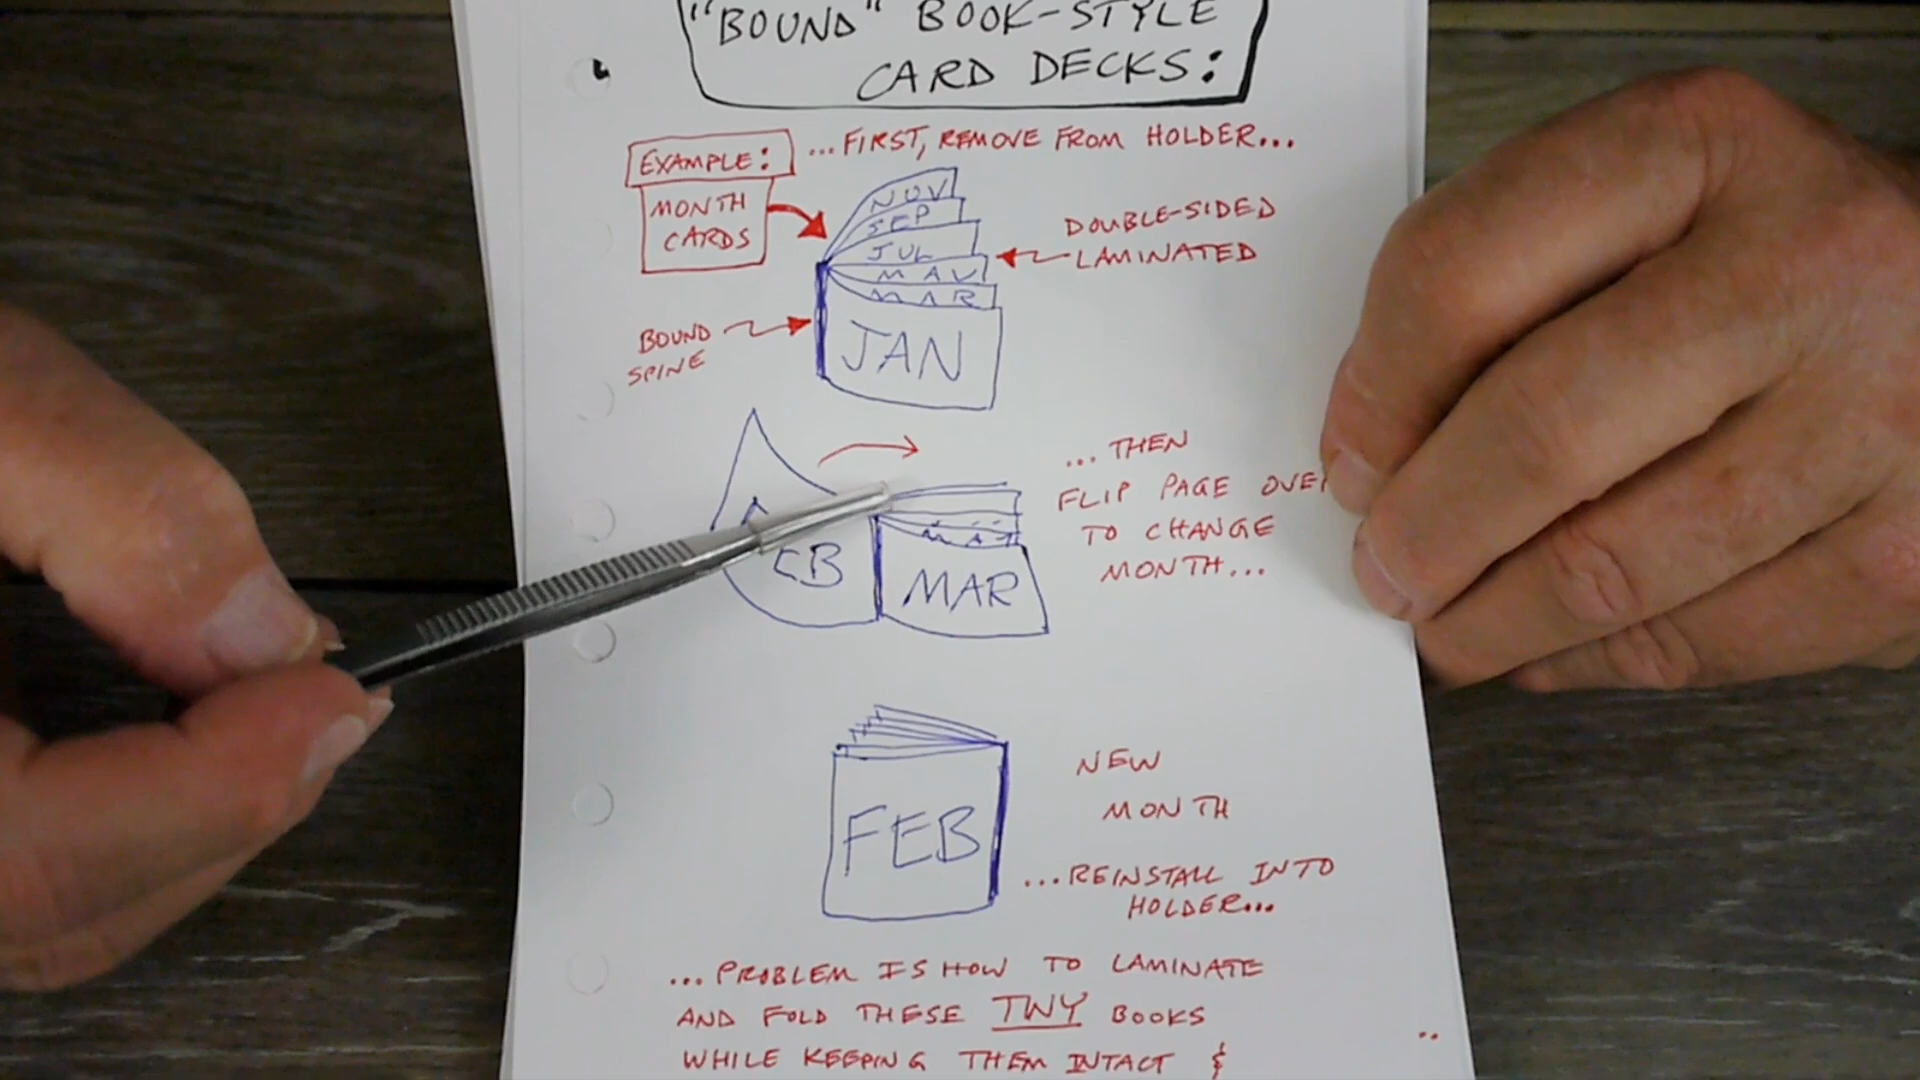 "BOUND" BOOK-STYLE
CARD DECKS:
EXAMPLE:
...FIRST, REMOVE FROM HOLDER...
MONTH
CARDS
NOV
SEP
JUL
MAY
MAR
JAN
DOUBLE-SIDED
LAMINATED
BOUND
SPINE
...THEN
FLIP PAGE OVER
TO CHANGE
MONTH...
MAR
NEW
MONTH
FEB
...REINSTALL INTO
HOLDER...
...PROBLEM IS HOW TO LAMINATE
AND FOLD THESE TINY BOOKS
WHILE KEEPING THEM INTACT &